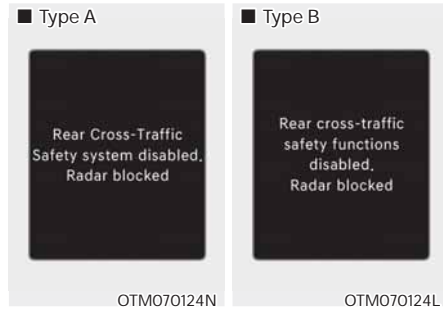 ■ Type A
Rear Cross-Traffic
Safety system disabled.
Radar blocked
OTM070124N
■ Type B
Rear cross-traffic
safety functions
disabled.
Radar blocked
OTM070124L